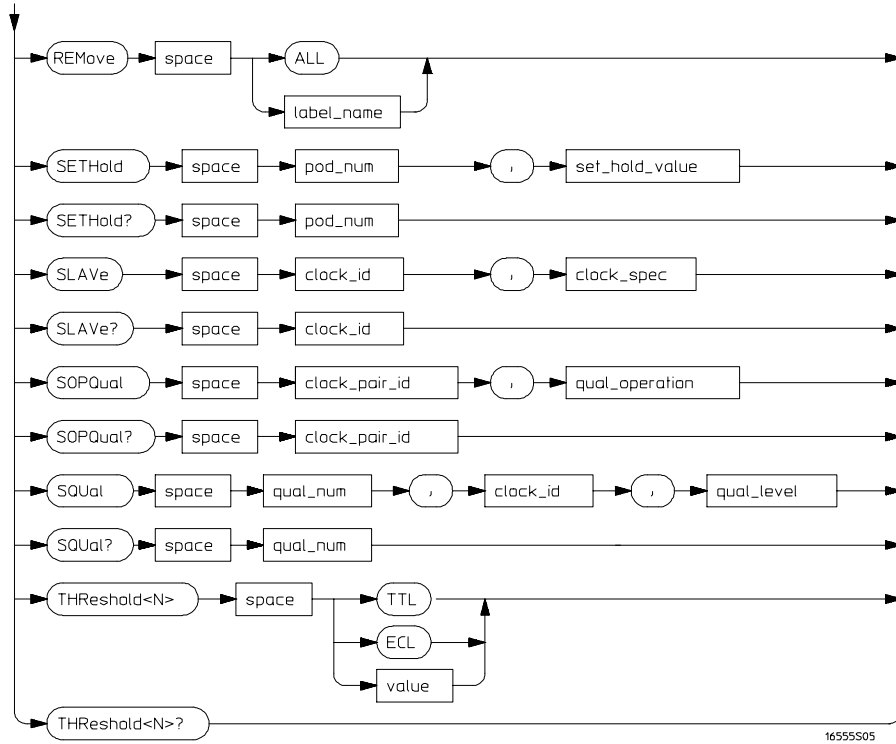 REMove space ALL
label_name
SETHold space pod_num , set_hold_value
SETHold? space pod_num
SLAVe space clock_id , clock_spec
SLAVe? space clock_id
SOPQual space clock_pair_id , qual_operation
SOPQual? space clock_pair_id
SQUal space qual_num , clock_id , qual_level
SQUal? space qual_num
THReshold<N> space TTL
ECL
value
THReshold<N>?
16555S05